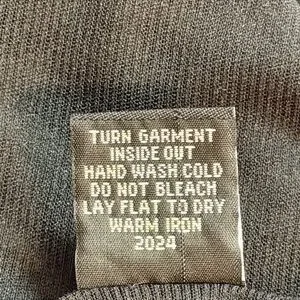 TURN GARMENT
INSIDE OUT
HAND WASH COLD
DO NOT BLEACH
LAY FLAT TO DRY
WARM IRON
2024